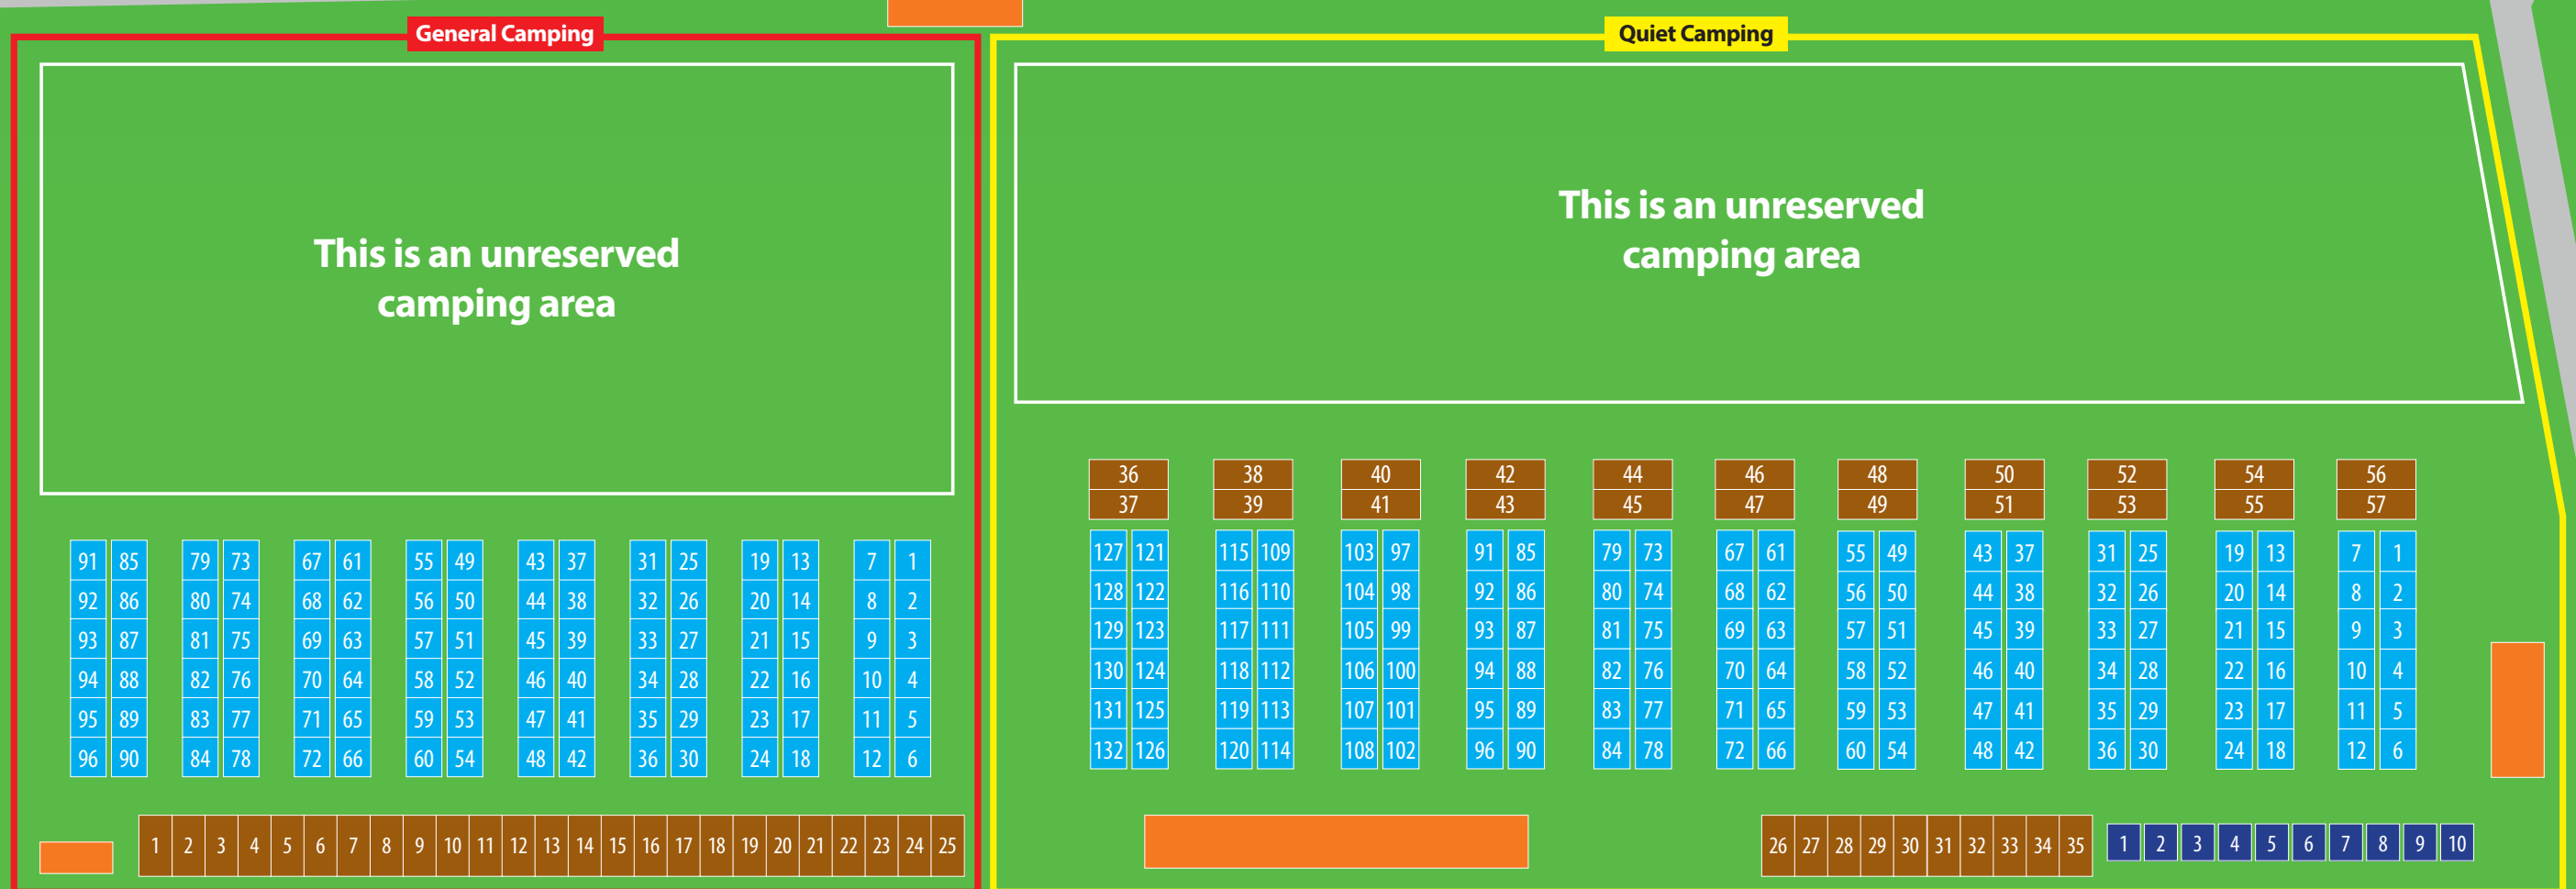 General Camping
Quiet Camping
This is an unreserved
camping area
This is an unreserved
camping area
91 85 79 73 67 61 55 49 43 37 31 25 19 13 7 1
92 86 80 74 68 62 56 50 44 38 32 26 20 14 8 2
93 87 81 75 69 63 57 51 45 39 33 27 21 15 9 3
94 88 82 76 70 64 58 52 46 40 34 28 22 16 10 4
95 89 83 77 71 65 59 53 47 41 35 29 23 17 11 5
96 90 84 78 72 66 60 54 48 42 36 30 24 18 12 6
1 2 3 4 5 6 7 8 9 10 11 12 13 14 15 16 17 18 19 20 21 22 23 24 25
36 38 40 42 44 46 48 50 52 54 56
37 39 41 43 45 47 49 51 53 55 57
127 121 115 109 103 97 91 85 79 73 67 61 55 49 43 37 31 25 19 13 7 1
128 122 116 110 104 98 92 86 80 74 68 62 56 50 44 38 32 26 20 14 8 2
129 123 117 111 105 99 93 87 81 75 69 63 57 51 45 39 33 27 21 15 9 3
130 124 118 112 106 100 94 88 82 76 70 64 58 52 46 40 34 28 22 16 10 4
131 125 119 113 107 101 95 89 83 77 71 65 59 53 47 41 35 29 23 17 11 5
132 126 120 114 108 102 96 90 84 78 72 66 60 54 48 42 36 30 24 18 12 6
26 27 28 29 30 31 32 33 34 35 1 2 3 4 5 6 7 8 9 10